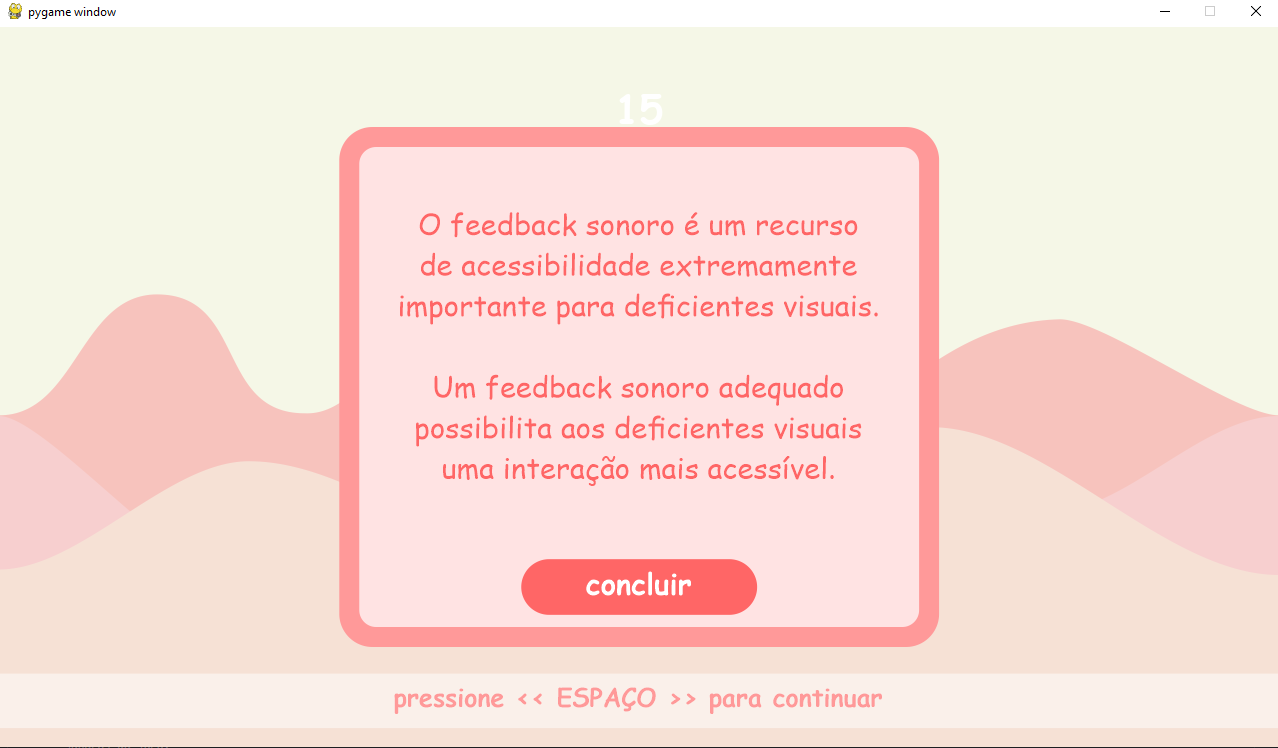 pygame window
15
O feedback sonoro é um recurso
de acessibilidade extremamente
importante para deficientes visuais.
Um feedback sonoro adequado
possibilita aos deficientes visuais
uma interação mais acessível.
concluir
pressione << ESPAÇO >> para continuar